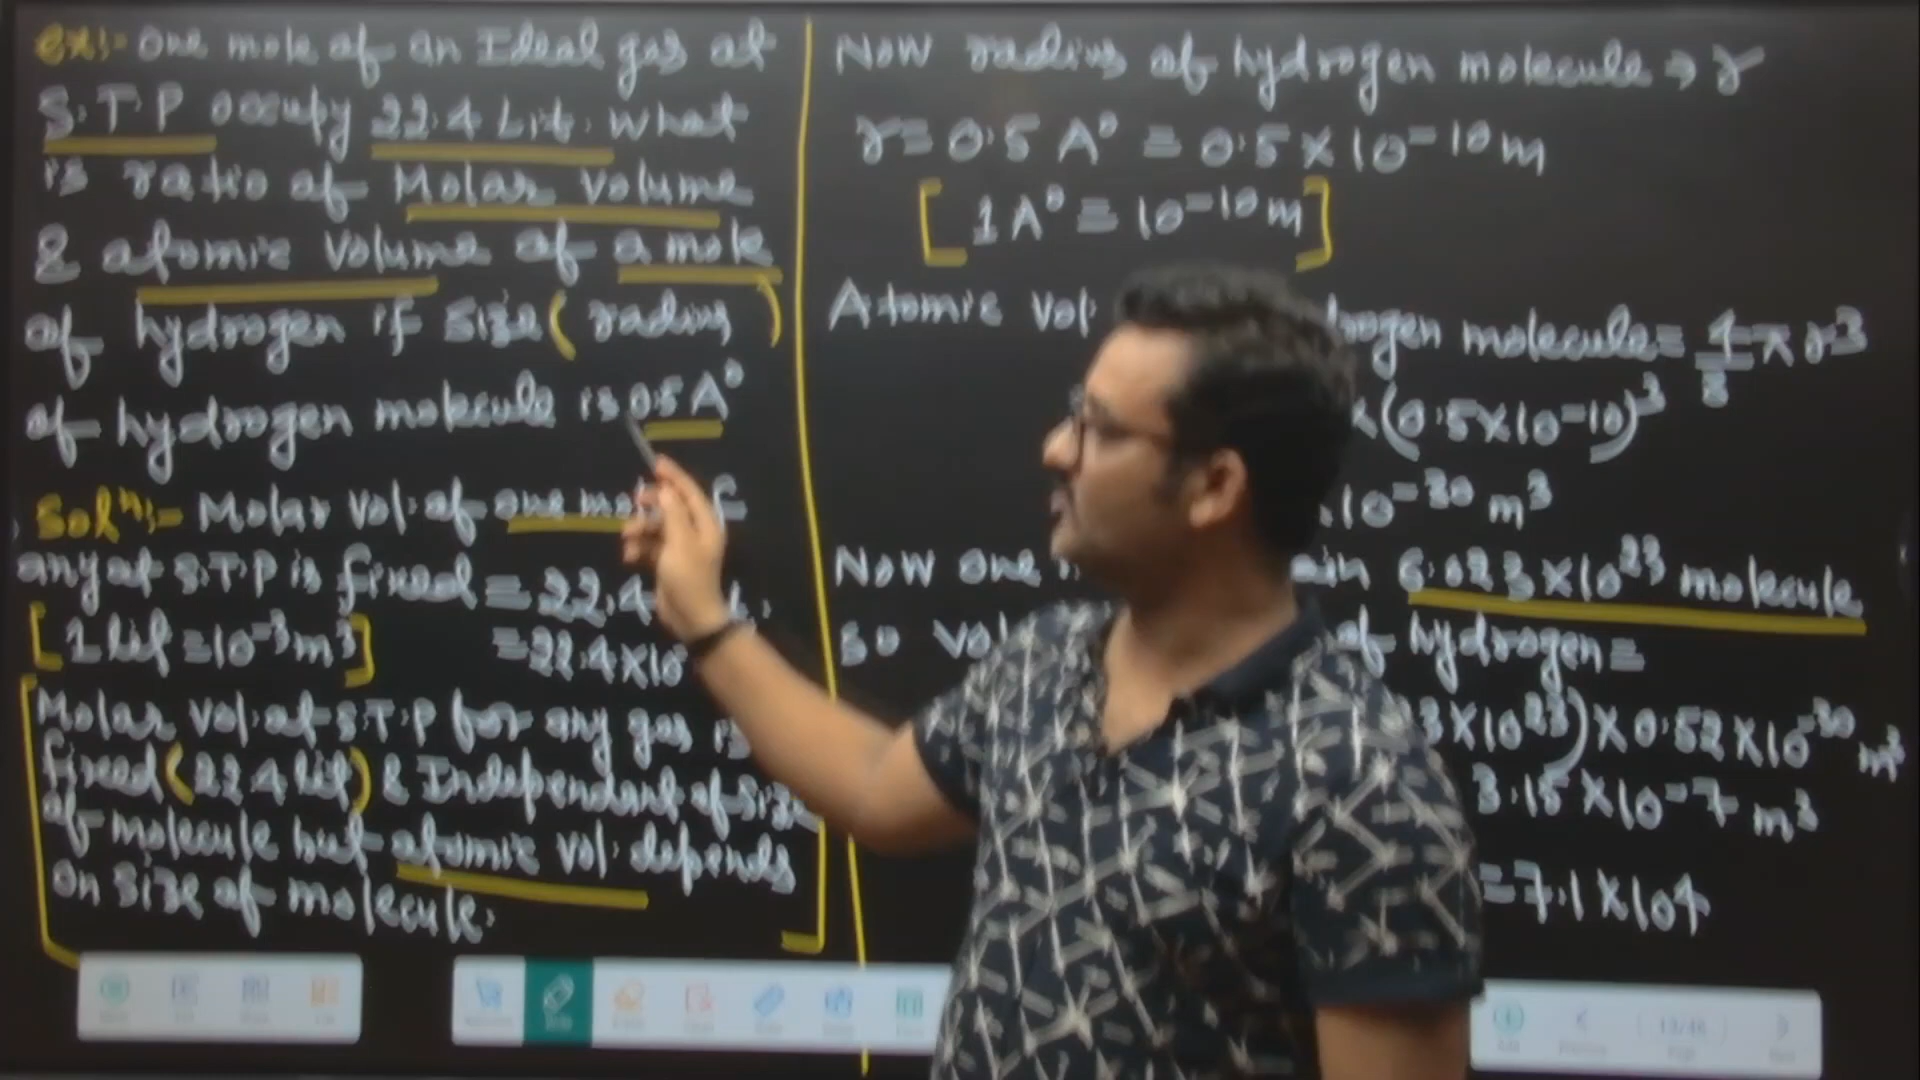 ex:- One mole of an Ideal gas at
S.T.P occupy 22.4 Lit. What
is ratio of Molar Volume
& atomic Volume of a mole
of hydrogen if size (radius)
of hydrogen molecule is 0.5 A°
Solⁿ:- Molar vol. of one mol f
any at S.T.P is fixed = 22.4
[1 lit = 10⁻³ m³] = 22.4 × 10
[Molar Vol. at S.T.P for any gas is
fixed (22.4 lit) & Independent of size
of molecule but atomic vol. depends
on size of molecule.]
Now radius of hydrogen molecule → r
r = 0.5 A° = 0.5 × 10⁻¹⁰ m
[1 A° = 10⁻¹⁰ m]
Atomic vol. rogen molecule = 4/3 π r³
(0.5 × 10⁻¹⁰)³
10⁻³⁰ m³
Now one ain 6.023 × 10²³ molecule
so vol of hydrogen =
3 × 10²³) × 0.52 × 10⁻³⁰ m³
3.15 × 10⁻⁷ m³
= 7.1 × 10⁴